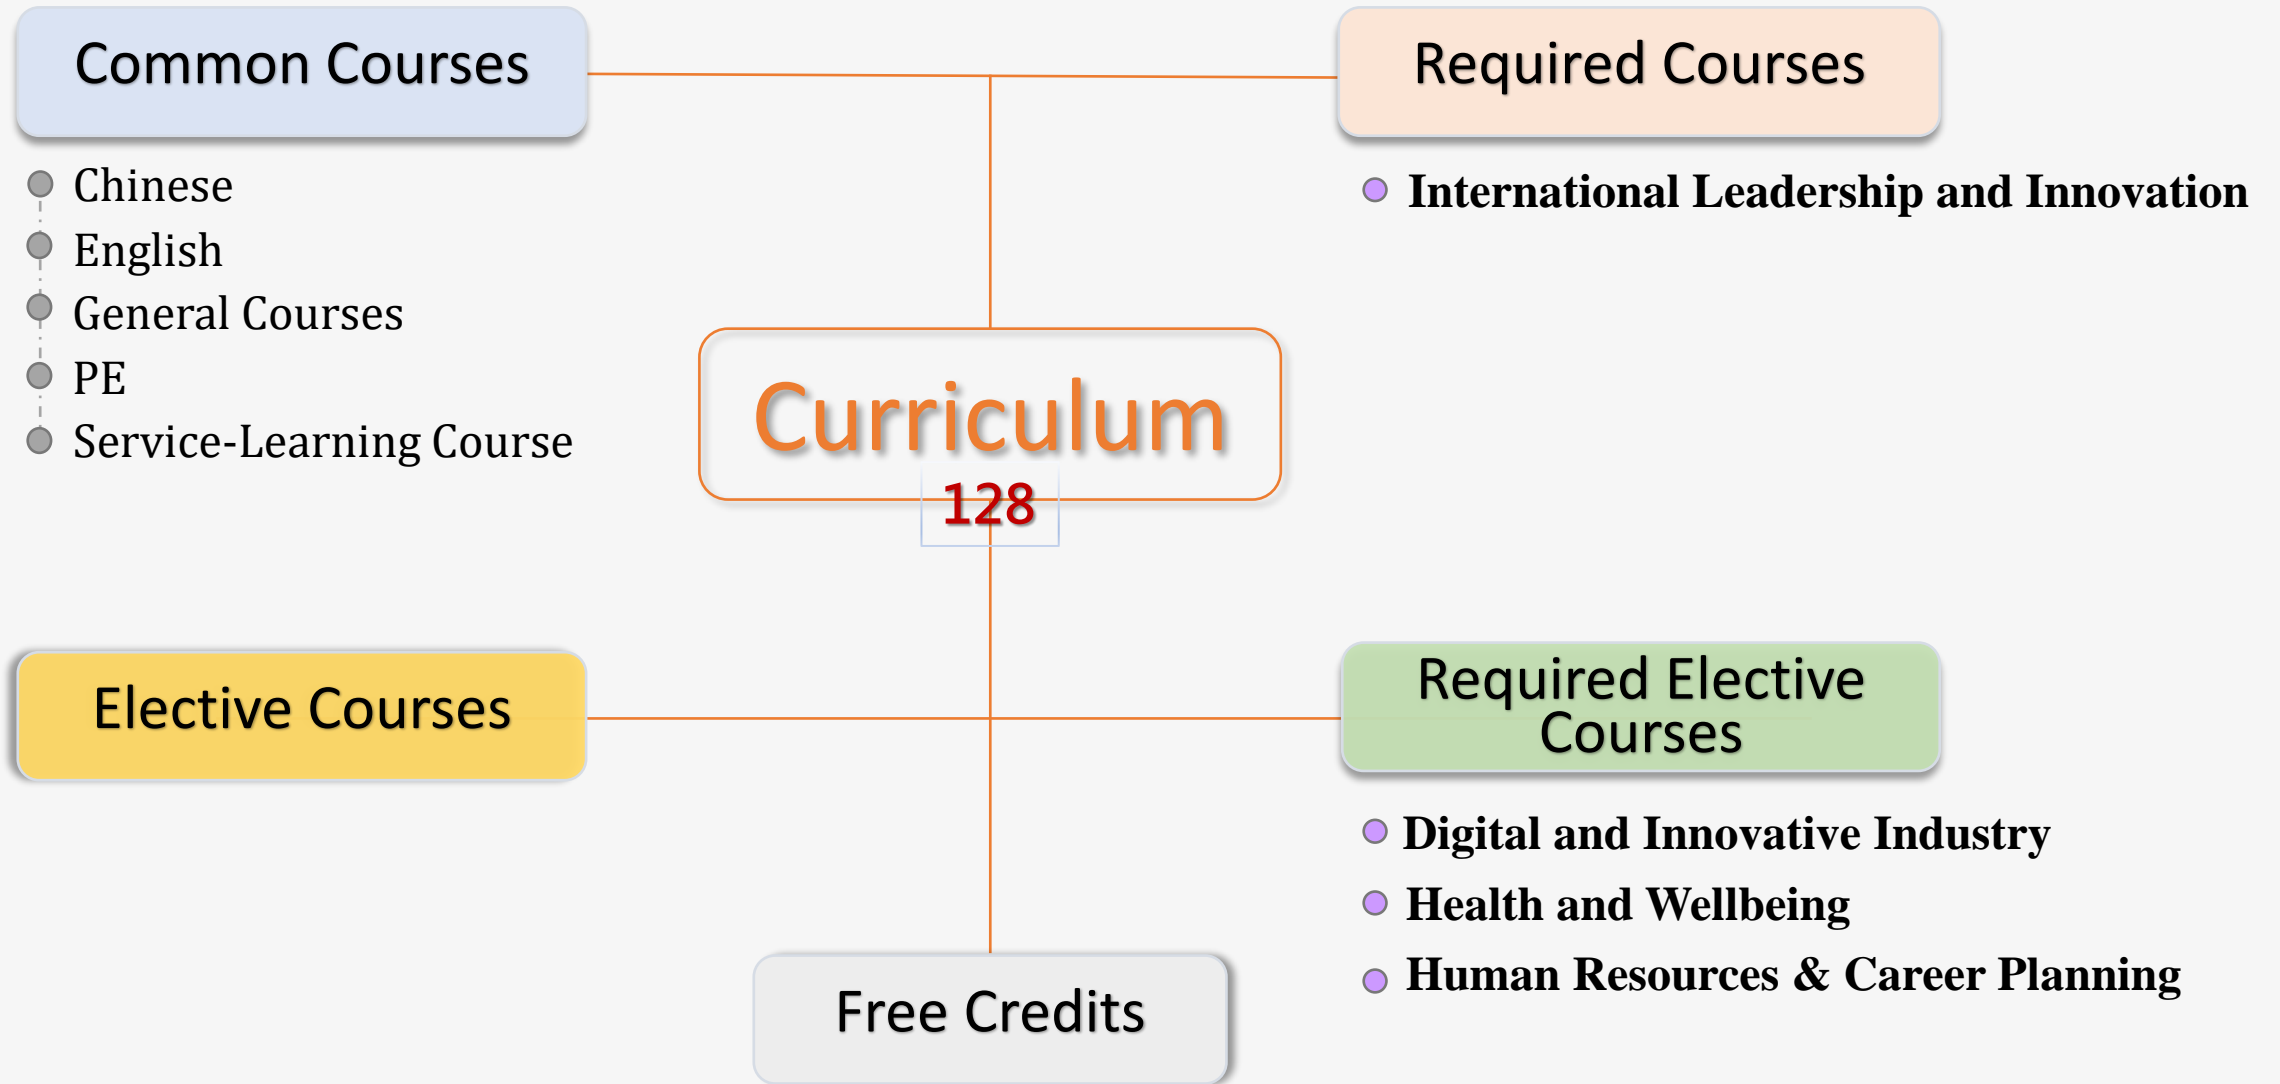 Common Courses
Chinese
English
General Courses
PE
Service-Learning Course
Required Courses
International Leadership and Innovation
Curriculum
128
Elective Courses
Required Elective
Courses
Digital and Innovative Industry
Health and Wellbeing
Human Resources & Career Planning
Free Credits